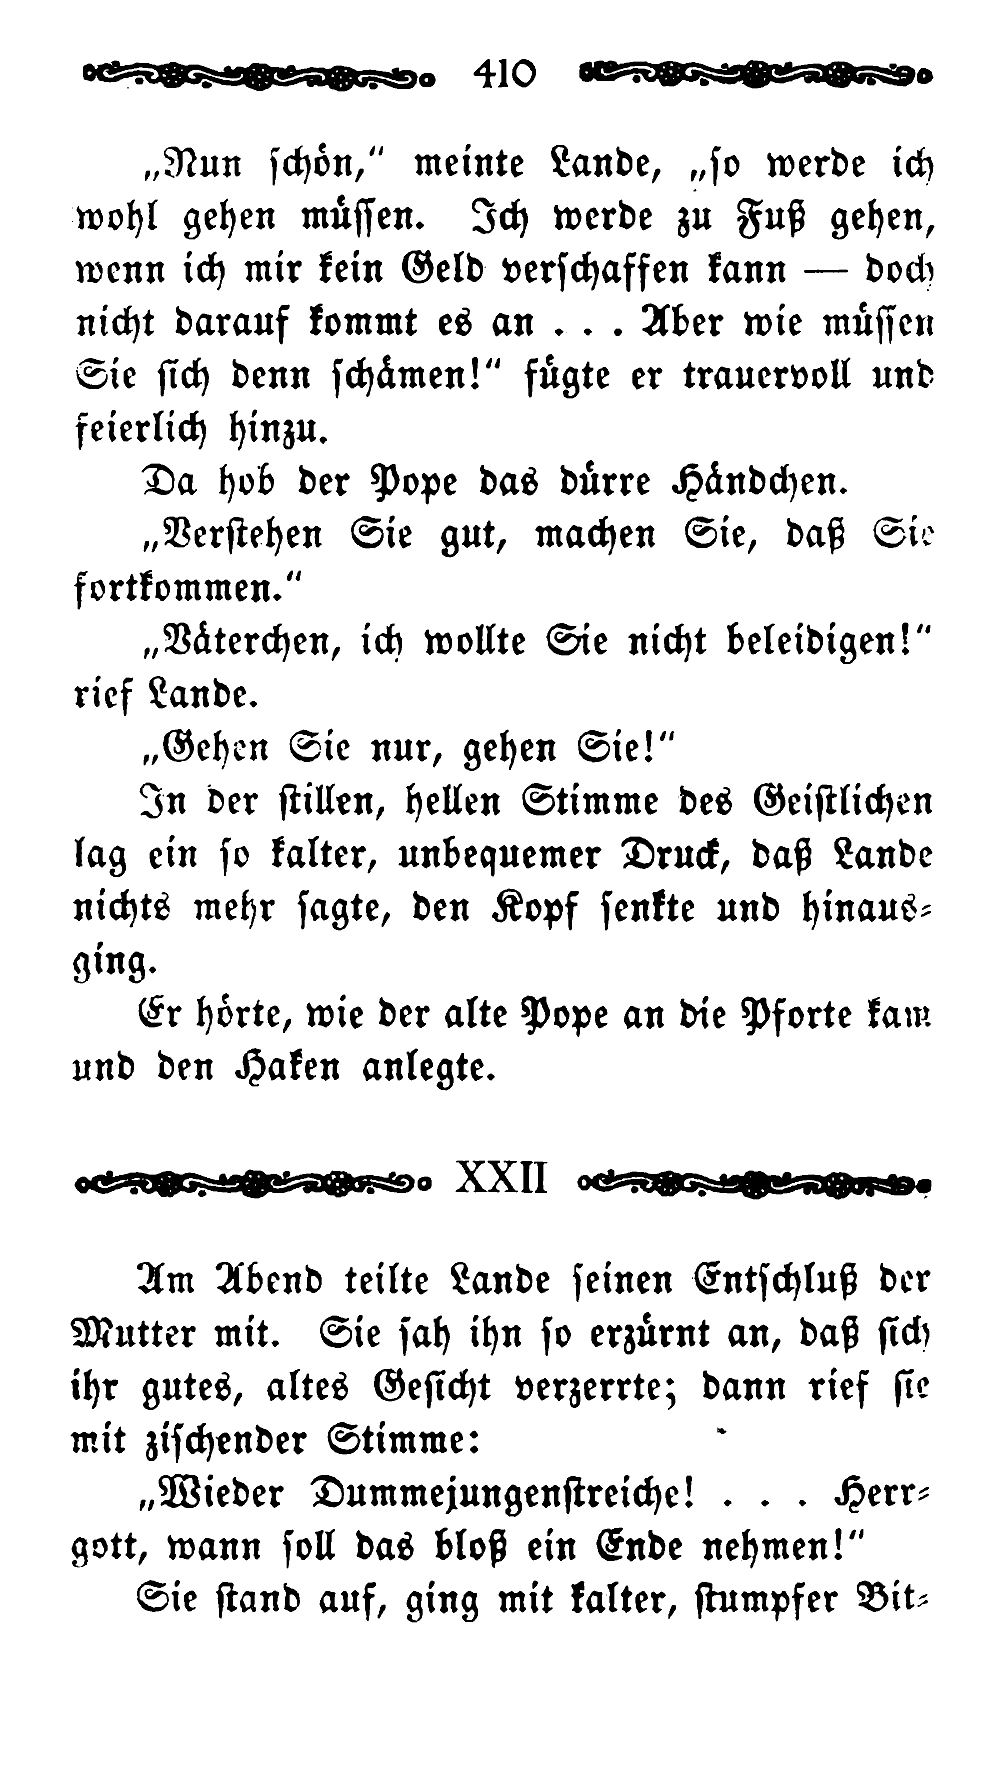 410
„Nun ſchön,“ meinte Lande, „ſo werde ich
wohl gehen müſſen. Ich werde zu Fuß gehen,
wenn ich mir kein Geld verſchaffen kann — doch
nicht darauf kommt es an . . . Aber wie müſſen
Sie ſich denn ſchämen!“ fügte er trauervoll und
feierlich hinzu.
Da hob der Pope das dürre Händchen.
„Verſtehen Sie gut, machen Sie, daß Sie
fortkommen.“
„Väterchen, ich wollte Sie nicht beleidigen!“
rief Lande.
„Gehen Sie nur, gehen Sie!“
In der ſtillen, hellen Stimme des Geiſtlichen
lag ein ſo kalter, unbequemer Druck, daß Lande
nichts mehr ſagte, den Kopf ſenkte und hinaus-
ging.
Er hörte, wie der alte Pope an die Pforte kam
und den Haken anlegte.
XXII
Am Abend teilte Lande ſeinen Entſchluß der
Mutter mit. Sie ſah ihn ſo erzürnt an, daß ſich
ihr gutes, altes Geſicht verzerrte; dann rief ſie
mit ziſchender Stimme:
„Wieder Dummejungenſtreiche! . . . Herr-
gott, wann ſoll das bloß ein Ende nehmen!“
Sie ſtand auf, ging mit kalter, ſtumpfer Bit-